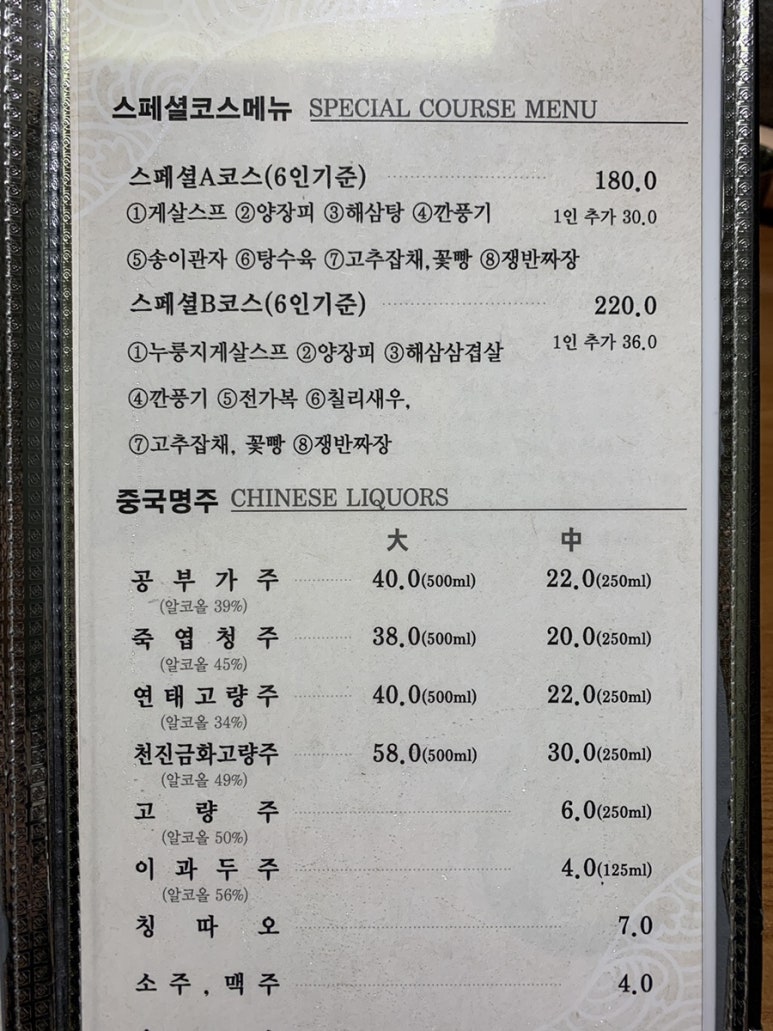 스페셜코스메뉴 SPECIAL COURSE MENU
스페셜A코스(6인기준) 180.0
①게살스프 ②양장피 ③해삼탕 ④깐풍기 1인 추가 30.0
⑤송이관자 ⑥탕수육 ⑦고추잡채,꽃빵 ⑧쟁반짜장
스페셜B코스(6인기준) 220.0
①누룽지게살스프 ②양장피 ③해삼삼겹살 1인 추가 36.0
④깐풍기 ⑤전가복 ⑥칠리새우,
⑦고추잡채, 꽃빵 ⑧쟁반짜장
중국명주 CHINESE LIQUORS
大 中
공부가주 40.0(500ml) 22.0(250ml)
(알코올 39%)
죽엽청주 38.0(500ml) 20.0(250ml)
(알코올 45%)
연태고량주 40.0(500ml) 22.0(250ml)
(알코올 34%)
천진금화고량주 58.0(500ml) 30.0(250ml)
(알코올 49%)
고량주 6.0(250ml)
(알코올 50%)
이과두주 4.0(125ml)
(알코올 56%)
칭따오 7.0
소주,맥주 4.0